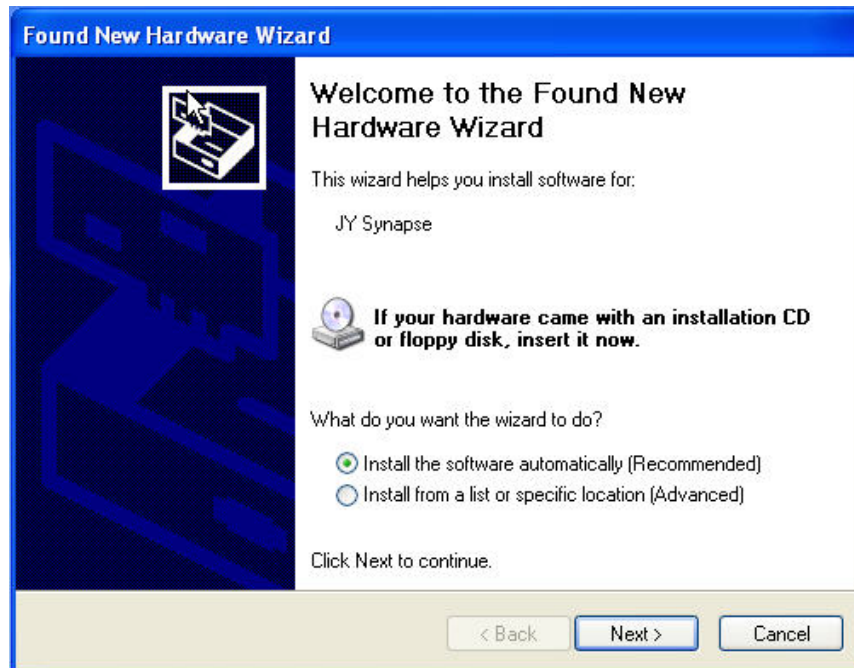 Found New Hardware Wizard
Welcome to the Found New
Hardware Wizard
This wizard helps you install software for:
JY Synapse
If your hardware came with an installation CD
or floppy disk, insert it now.
What do you want the wizard to do?
Install the software automatically (Recommended)
Install from a list or specific location (Advanced)
Click Next to continue.
< Back Next > Cancel